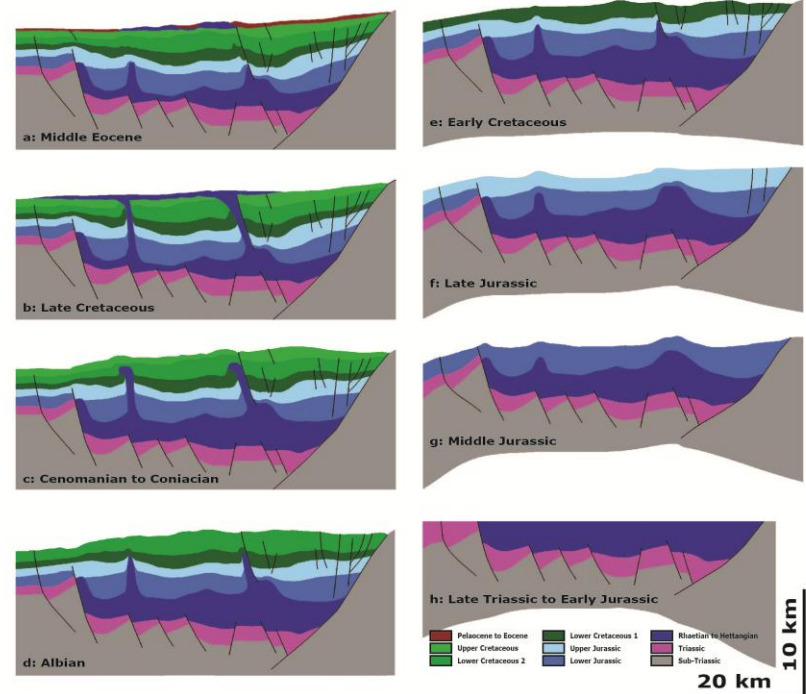 a: Middle Eocene
b: Late Cretaceous
c: Cenomanian to Coniacian
d: Albian
e: Early Cretaceous
f: Late Jurassic
g: Middle Jurassic
h: Late Triassic to Early Jurassic
Pelaocene to Eocene
Upper Cretaceous
Lower Cretaceous 2
Lower Cretaceous 1
Upper Jurassic
Lower Jurassic
Rhaetian to Hettangian
Triassic
Sub-Triassic
20 km
10 km